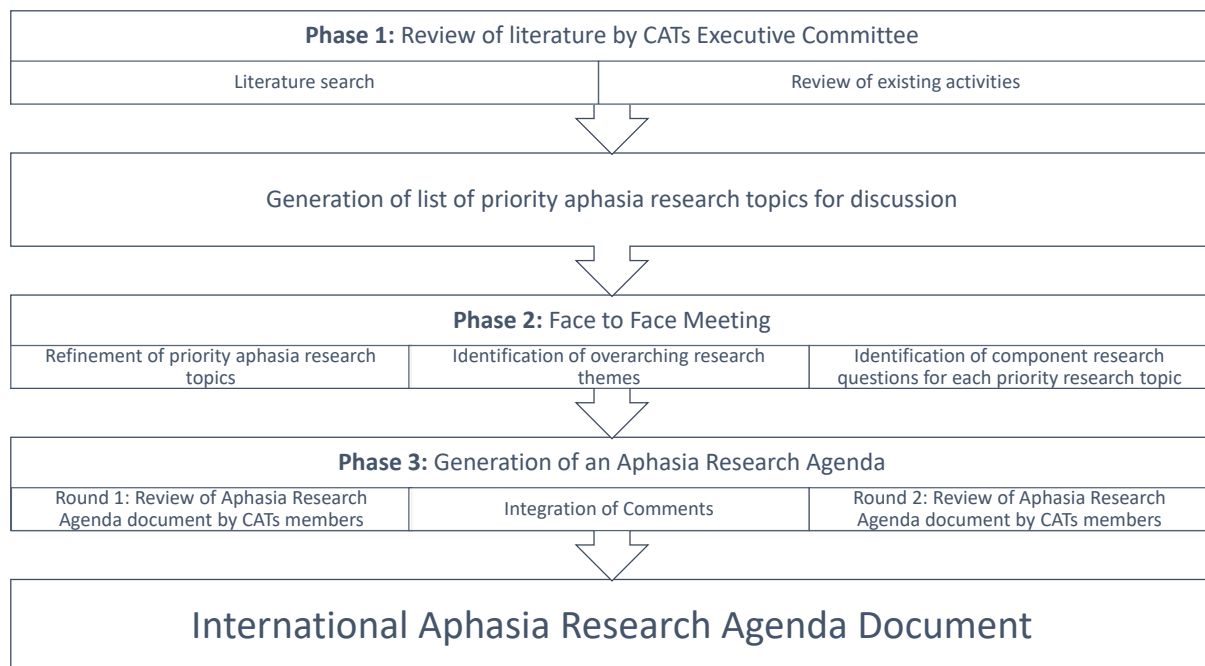 Phase 1: Review of literature by CATs Executive Committee
Literature search
Review of existing activities
Generation of list of priority aphasia research topics for discussion
Phase 2: Face to Face Meeting
Refinement of priority aphasia research
topics
Identification of overarching research
themes
Identification of component research
questions for each priority research topic
Phase 3: Generation of an Aphasia Research Agenda
Round 1: Review of Aphasia Research
Agenda document by CATs members
Integration of Comments
Round 2: Review of Aphasia Research
Agenda document by CATs members
International Aphasia Research Agenda Document